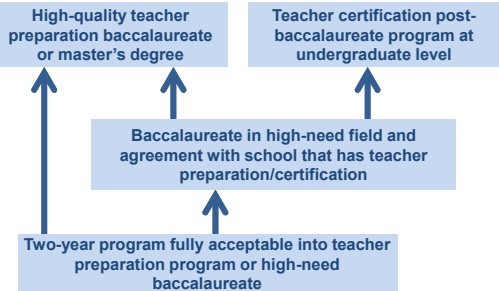 High-quality teacher
preparation baccalaureate
or master’s degree
Teacher certification post-
baccalaureate program at
undergraduate level
Baccalaureate in high-need field and
agreement with school that has teacher
preparation/certification
Two-year program fully acceptable into teacher
preparation program or high-need
baccalaureate